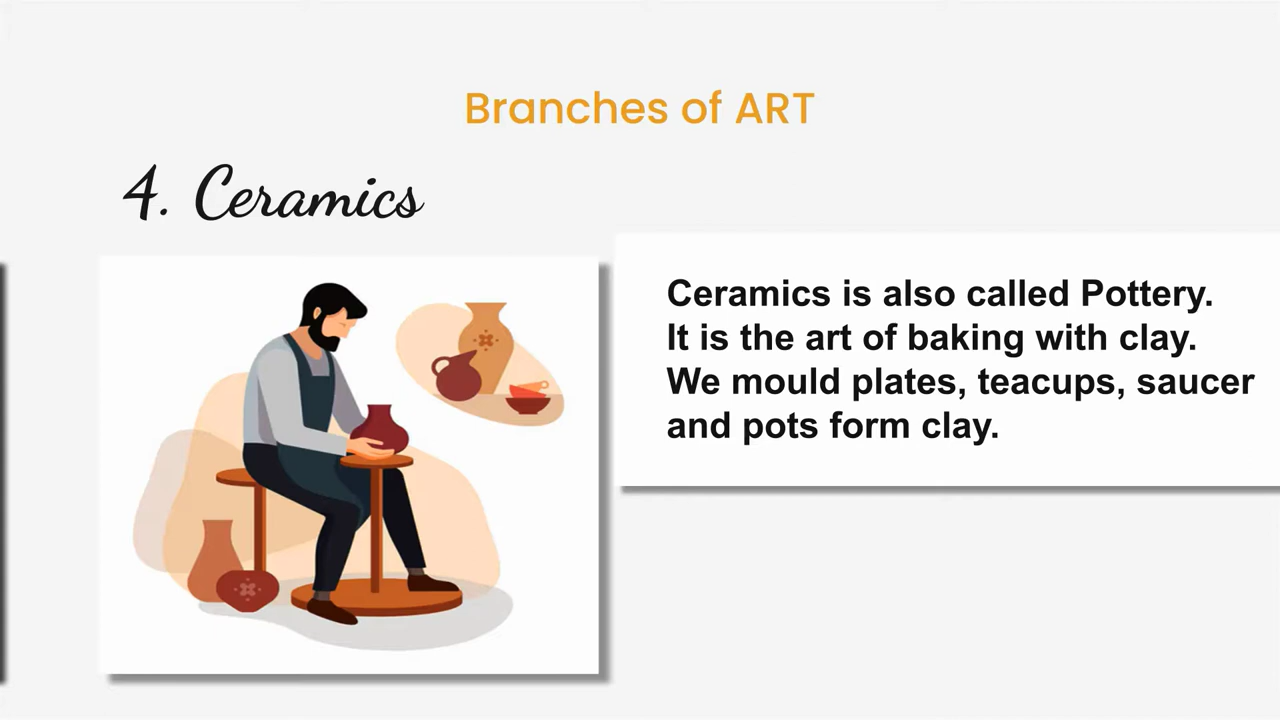 Branches of ART
4. Ceramics
Ceramics is also called Pottery.
It is the art of baking with clay.
We mould plates, teacups, saucer
and pots form clay.